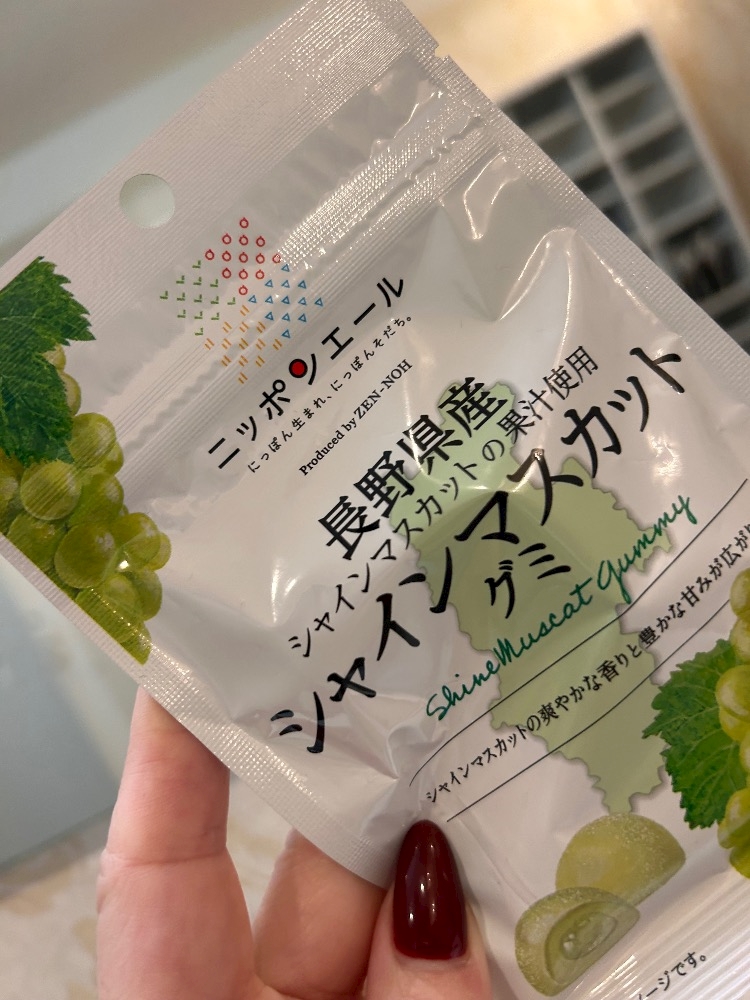 ニッポンエール
にっぽん生まれ、にっぽんそだち。
Produced by ZEN-NOH
長野県産
シャインマスカットの果汁使用
シャインマスカット
グミ
Shine Muscat Gummy
シャインマスカットの爽やかな香りと豊かな甘みが広が
ージです。